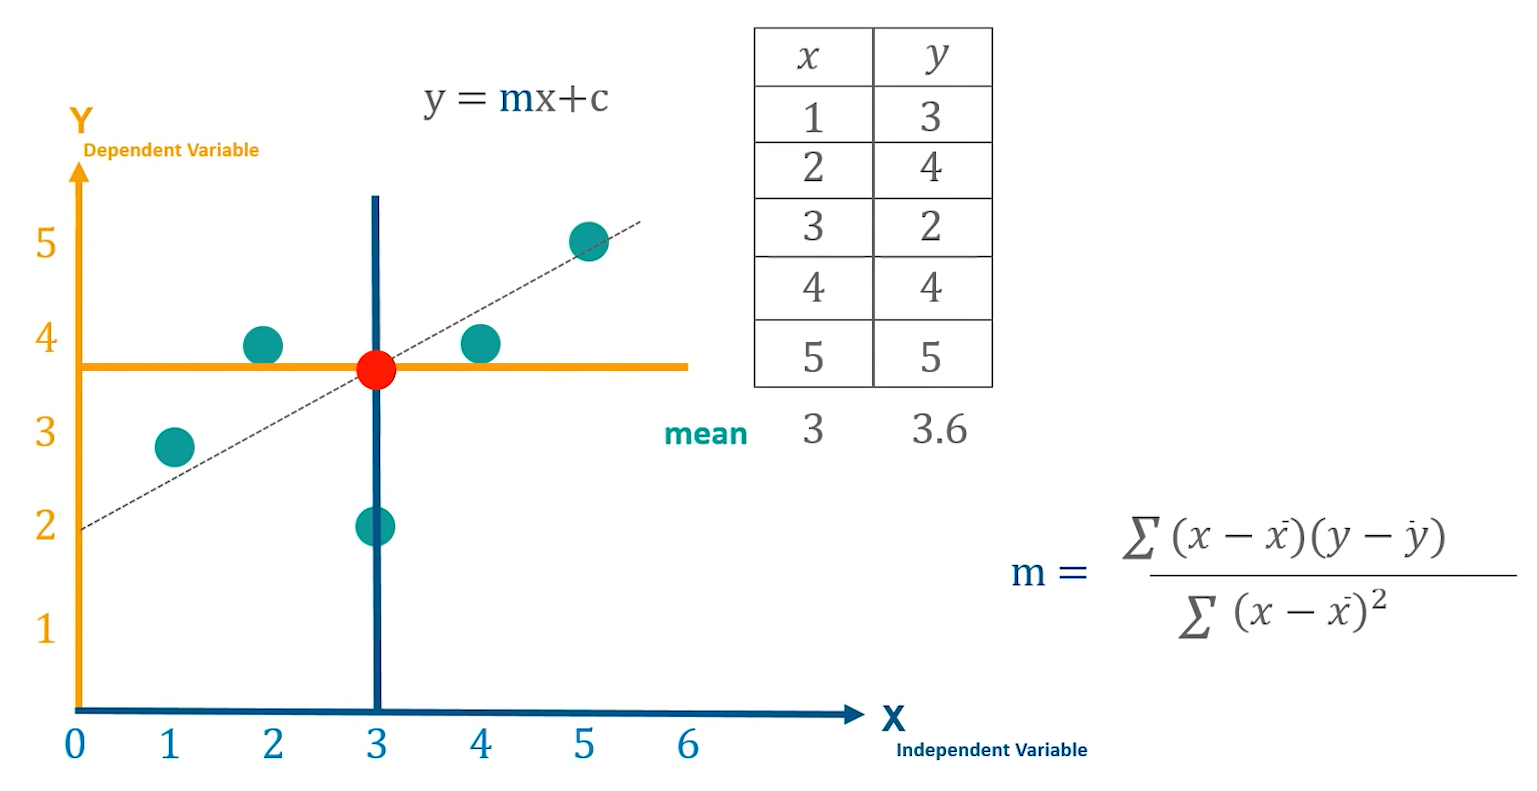 y = mx+c
Y
Dependent Variable
5
4
3
2
1
0 1 2 3 4 5 6
X
Independent Variable
x y
1 3
2 4
3 2
4 4
5 5
mean 3 3.6
m = ∑ (x − x̄)(y − ẏ)
∑ (x − x̄)²